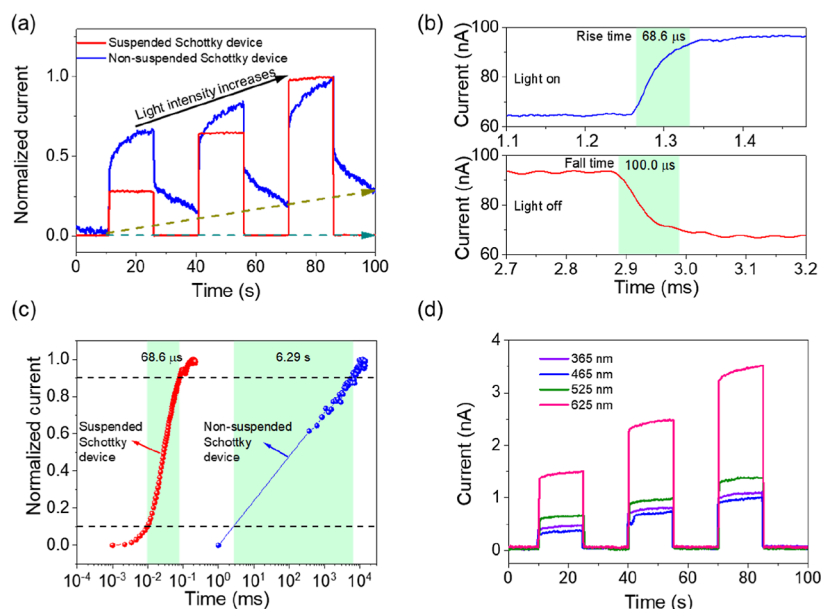 (a)
Suspended Schottky device
Non-suspended Schottky device
Light intensity increases
1.0
0.5
0.0
Normalized current
0 20 40 60 80 100
Time (s)
(b)
100
80
60
Current (nA)
Rise time 68.6 μs
Light on
1.1 1.2 1.3 1.4
100
80
60
Current (nA)
Fall time 100.0 μs
Light off
2.7 2.8 2.9 3.0 3.1 3.2
Time (ms)
(c)
68.6 μs 6.29 s
1.0
0.8
0.6
0.4
0.2
0.0
Normalized current
Suspended
Schottky
device
Non-suspended
Schottky device
10-4 10-3 10-2 10-1 100 101 102 103 104
Time (ms)
(d)
365 nm
465 nm
525 nm
625 nm
4
3
2
1
0
Current (nA)
0 20 40 60 80 100
Time (s)